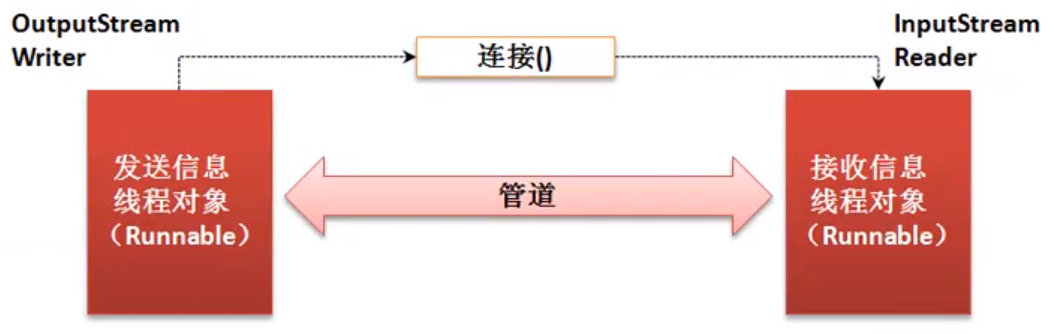 OutputStream
Writer
连接()
InputStream
Reader
发送信息
线程对象
（Runnable）
管道
接收信息
线程对象
（Runnable）